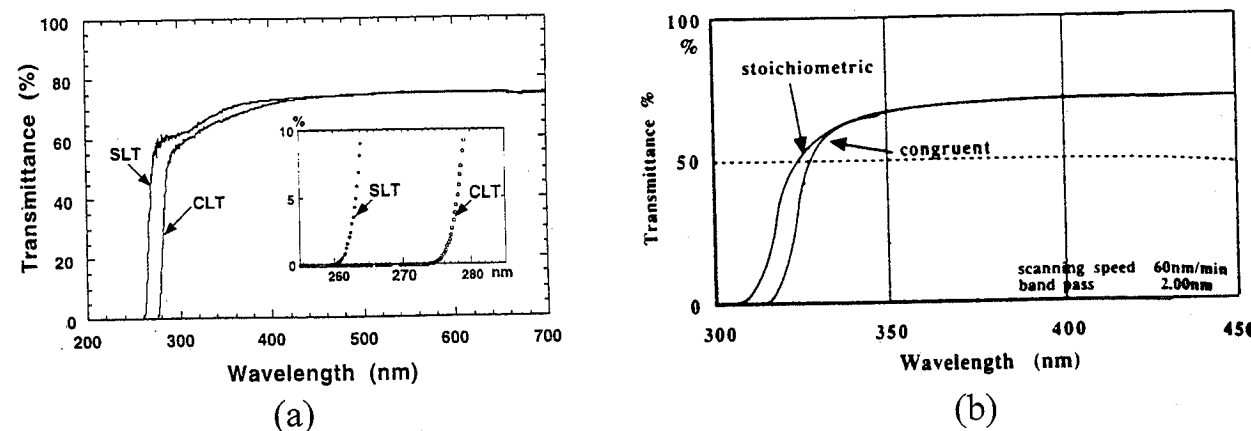 100
80
60
40
20
0
Transmittance (%)
SLT
CLT
%
10
5
0
SLT
CLT
260
270
280 nm
200
300
400
500
600
700
Wavelength (nm)
(a)
100
%
50
0
Transmittance %
stoichiometric
congruent
scanning speed 60nm/min
band pass 2.00nm
300
350
400
450
Wavelength (nm)
(b)